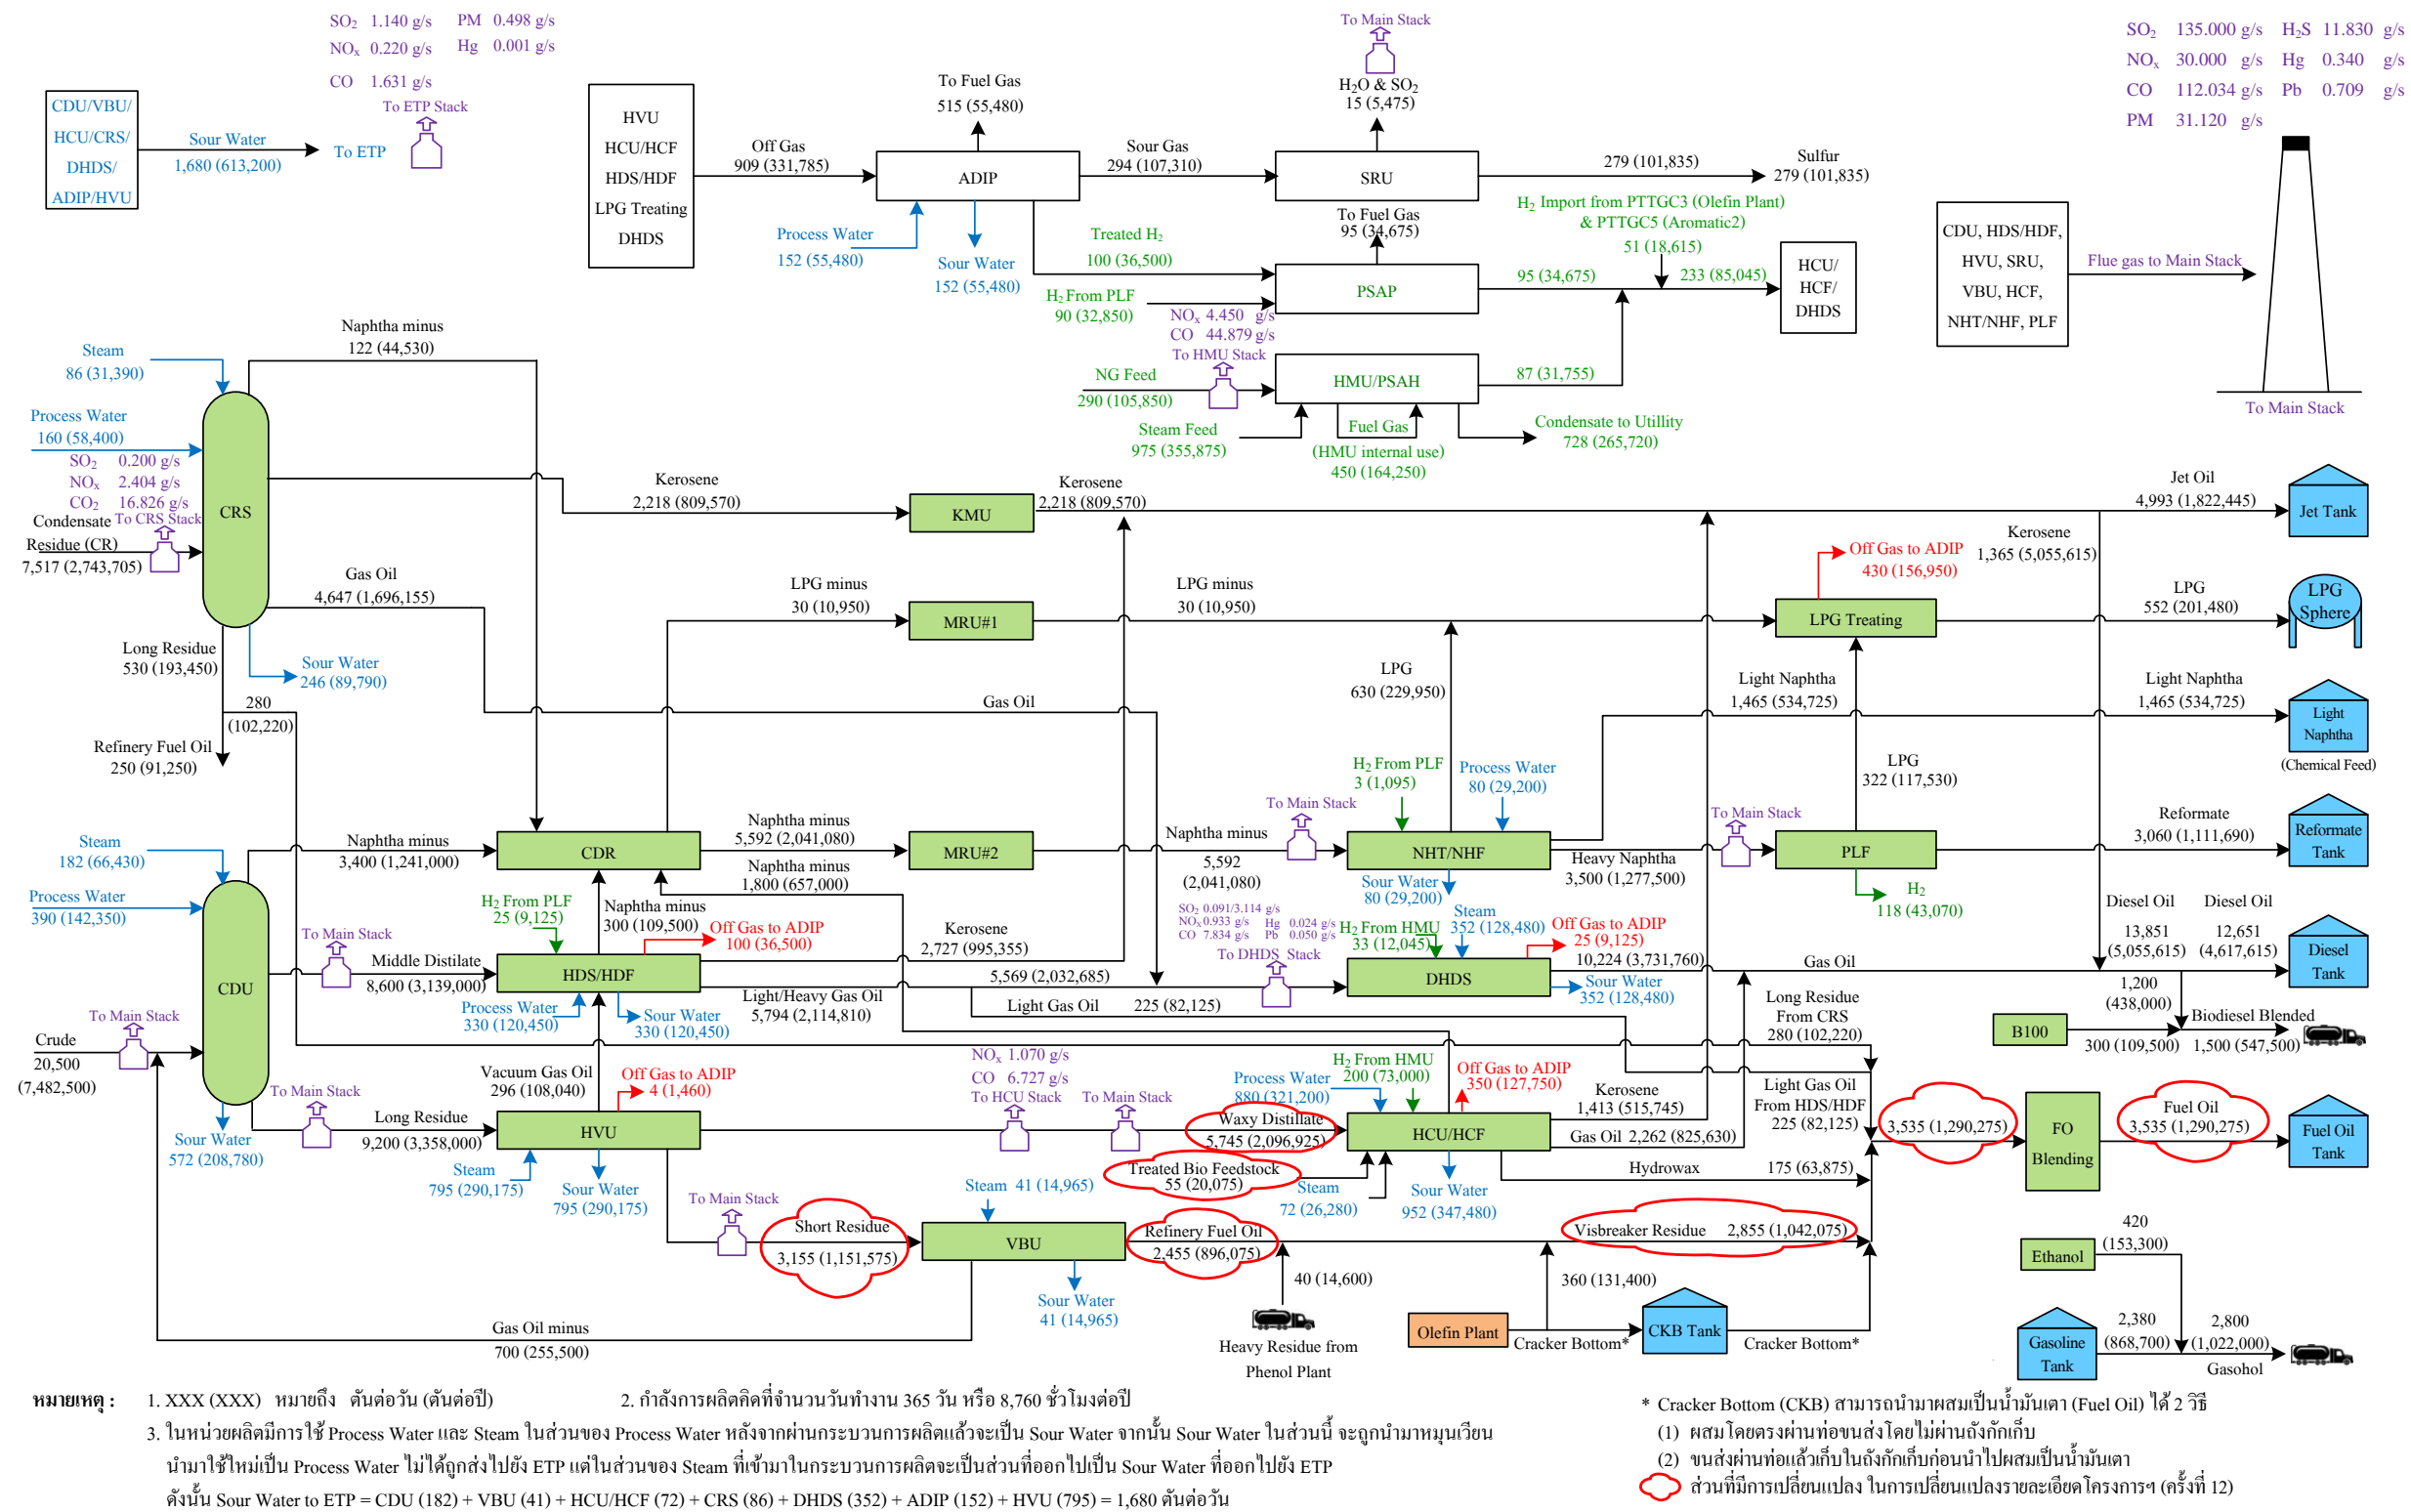 SO2 1.140 g/s PM 0.498 g/s
NOx 0.220 g/s Hg 0.001 g/s
CO 1.631 g/s
To ETP Stack
CDU/VBU/
HCU/CRS/
DHDS/
ADIP/HVU
Sour Water
1,680 (613,200)
To ETP
HVU
HCU/HCF
HDS/HDF
LPG Treating
DHDS
Off Gas
909 (331,785)
To Fuel Gas
515 (55,480)
ADIP
Process Water
152 (55,480)
Sour Water
152 (55,480)
Sour Gas
294 (107,310)
To Main Stack
H2O & SO2
15 (5,475)
SRU
279 (101,835)
Sulfur
279 (101,835)
Treated H2
100 (36,500)
To Fuel Gas
95 (34,675)
H2 Import from PTTGC3 (Olefin Plant)
& PTTGC5 (Aromatic2)
51 (18,615)
H2 From PLF
90 (32,850)
PSAP
95 (34,675)
233 (85,045)
HCU/
HCF/
DHDS
NOx 4.450 g/s
CO 44.879 g/s
To HMU Stack
NG Feed
290 (105,850)
HMU/PSAH
87 (31,755)
Steam Feed
975 (355,875)
Fuel Gas
(HMU internal use)
450 (164,250)
Condensate to Utillity
728 (265,720)
SO2 135.000 g/s H2S 11.830 g/s
NOx 30.000 g/s Hg 0.340 g/s
CO 112.034 g/s Pb 0.709 g/s
PM 31.120 g/s
CDU, HDS/HDF,
HVU, SRU,
VBU, HCF,
NHT/NHF, PLF
Flue gas to Main Stack
To Main Stack
Naphtha minus
122 (44,530)
Steam
86 (31,390)
Process Water
160 (58,400)
SO2 0.200 g/s
NOx 2.404 g/s
CO2 16.826 g/s
To CRS Stack
Condensate
Residue (CR)
7,517 (2,743,705)
CRS
Kerosene
2,218 (809,570)
KMU
Kerosene
2,218 (809,570)
Jet Oil
4,993 (1,822,445)
Jet Tank
Kerosene
1,365 (5,055,615)
Gas Oil
4,647 (1,696,155)
LPG minus
30 (10,950)
MRU#1
LPG minus
30 (10,950)
Off Gas to ADIP
430 (156,950)
LPG Treating
LPG
552 (201,480)
LPG
Sphere
Long Residue
530 (193,450)
Sour Water
246 (89,790)
280
(102,220)
Refinery Fuel Oil
250 (91,250)
Gas Oil
LPG
630 (229,950)
Light Naphtha
1,465 (534,725)
Light Naphtha
1,465 (534,725)
Light
Naphtha
(Chemical Feed)
H2 From PLF
3 (1,095)
Process Water
80 (29,200)
LPG
322 (117,530)
Steam
182 (66,430)
Process Water
390 (142,350)
Naphtha minus
3,400 (1,241,000)
CDR
Naphtha minus
5,592 (2,041,080)
MRU#2
Naphtha minus
5,592
(2,041,080)
To Main Stack
NHT/NHF
Heavy Naphtha
3,500 (1,277,500)
To Main Stack
PLF
Reformate
3,060 (1,111,690)
Reformate
Tank
H2
118 (43,070)
Sour Water
80 (29,200)
Naphtha minus
1,800 (657,000)
H2 From PLF
25 (9,125)
Naphtha minus
300 (109,500)
Off Gas to ADIP
100 (36,500)
Kerosene
2,727 (995,355)
SO2 0.091/3.114 g/s
NOx 0.933 g/s Hg 0.024 g/s
CO 7.834 g/s Pb 0.050 g/s
To DHDS Stack
H2 From HMU
33 (12,045)
Steam
352 (128,480)
Off Gas to ADIP
25 (9,125)
10,224 (3,731,760)
Gas Oil
DHDS
Sour Water
352 (128,480)
Diesel Oil
13,851
(5,055,615)
Diesel Oil
12,651
(4,617,615)
Diesel
Tank
1,200
(438,000)
CDU
To Main Stack
Middle Distilate
8,600 (3,139,000)
HDS/HDF
5,569 (2,032,685)
Light/Heavy Gas Oil
5,794 (2,114,810)
Light Gas Oil 225 (82,125)
Process Water
330 (120,450)
Sour Water
330 (120,450)
Long Residue
From CRS
280 (102,220)
B100
300 (109,500)
Biodiesel Blended
1,500 (547,500)
Crude
20,500
(7,482,500)
To Main Stack
Sour Water
572 (208,780)
To Main Stack
Long Residue
9,200 (3,358,000)
Vacuum Gas Oil
296 (108,040)
Off Gas to ADIP
4 (1,460)
HVU
Steam
795 (290,175)
Sour Water
795 (290,175)
NOx 1.070 g/s
CO 6.727 g/s
To HCU Stack
To Main Stack
Process Water
880 (321,200)
H2 From HMU
200 (73,000)
Off Gas to ADIP
350 (127,750)
Waxy Distillate
5,745 (2,096,925)
HCU/HCF
Kerosene
1,413 (515,745)
Gas Oil 2,262 (825,630)
Light Gas Oil
From HDS/HDF
225 (82,125)
3,535 (1,290,275)
FO
Blending
Fuel Oil
3,535 (1,290,275)
Fuel Oil
Tank
Treated Bio Feedstock
55 (20,075)
Steam
72 (26,280)
Sour Water
952 (347,480)
Hydrowax 175 (63,875)
To Main Stack
Short Residue
3,155 (1,151,575)
Steam 41 (14,965)
VBU
Refinery Fuel Oil
2,455 (896,075)
Visbreaker Residue 2,855 (1,042,075)
Sour Water
41 (14,965)
40 (14,600)
Heavy Residue from
Phenol Plant
360 (131,400)
Olefin Plant
Cracker Bottom*
CKB Tank
Cracker Bottom*
Gas Oil minus
700 (255,500)
420
(153,300)
Ethanol
Gasoline
Tank
2,380
(868,700)
2,800
(1,022,000)
Gasohol
หมายเหตุ : 1. XXX (XXX) หมายถึง ตันต่อวัน (ตันต่อปี) 2. กำลังการผลิตคิดที่จำนวนวันทำงาน 365 วัน หรือ 8,760 ชั่วโมงต่อปี
3. ในหน่วยผลิตมีการใช้ Process Water และ Steam ในส่วนของ Process Water หลังจากผ่านกระบวนการผลิตแล้วจะเป็น Sour Water จากนั้น Sour Water ในส่วนนี้ จะถูกนำมาหมุนเวียน
นำมาใช้ใหม่เป็น Process Water ไม่ได้ถูกส่งไปยัง ETP แต่ในส่วนของ Steam ที่เข้ามาในกระบวนการผลิตจะเป็นส่วนที่ออกไปเป็น Sour Water ที่ออกไปยัง ETP
ดังนั้น Sour Water to ETP = CDU (182) + VBU (41) + HCU/HCF (72) + CRS (86) + DHDS (352) + ADIP (152) + HVU (795) = 1,680 ตันต่อวัน
* Cracker Bottom (CKB) สามารถนำมาผสมเป็นน้ำมันเตา (Fuel Oil) ได้ 2 วิธี
(1) ผสมโดยตรงผ่านท่อขนส่งโดยไม่ผ่านถังกักเก็บ
(2) ขนส่งผ่านท่อแล้วเก็บในถังกักเก็บก่อนนำไปผสมเป็นน้ำมันเตา
ส่วนที่มีการเปลี่ยนแปลง ในการเปลี่ยนแปลงรายละเอียดโครงการฯ (ครั้งที่ 12)